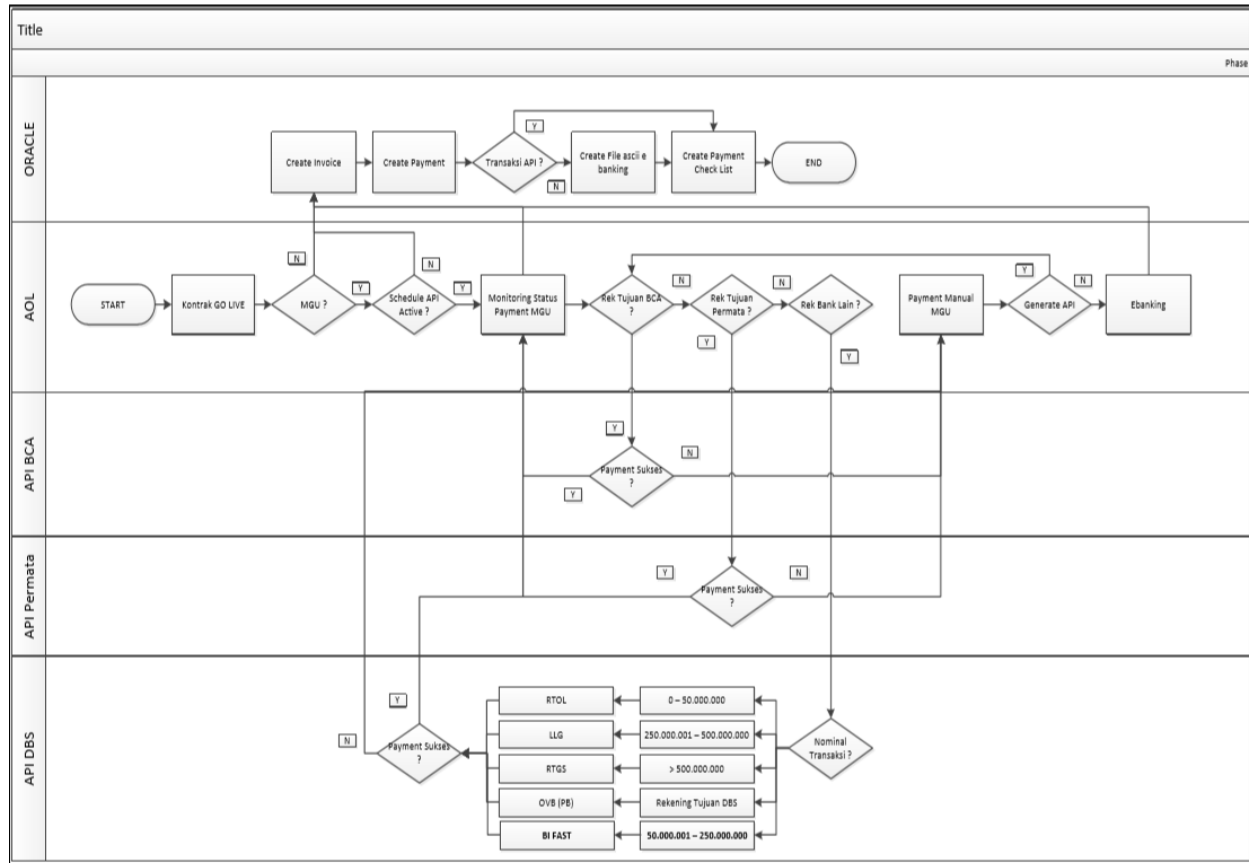 Title
Phase
ORACLE
Create Invoice
Create Payment
Transaksi API ?
Y
N
Create File ascii e
banking
Create Payment
Check List
END
AOL
START
Kontrak GO LIVE
N
MGU ?
Y
N
Schedule API
Active ?
Y
Monitoring Status
Payment MGU
Rek Tujuan BCA
?
N
Rek Tujuan
Permata ?
N
Y
Rek Bank Lain ?
Y
Payment Manual
MGU
Y
Generate API
N
Ebanking
API BCA
Y
Payment Sukses
?
Y
N
API Permata
Y
Payment Sukses
?
N
API DBS
Y
N
Payment Sukses
?
RTOL
0 – 50.000.000
LLG
250.000.001 – 500.000.000
RTGS
> 500.000.000
OVB (PB)
Rekening Tujuan DBS
BI FAST
50.000.001 – 250.000.000
Nominal
Transaksi ?